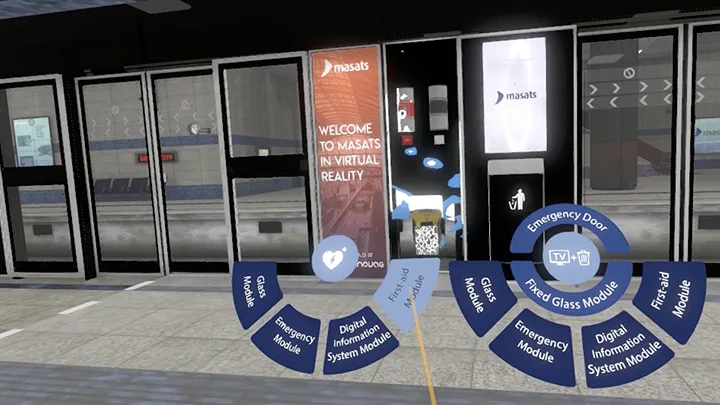 masats
WELCOME
TO MASATS
IN VIRTUAL
REALITY
masats
Emergency Door
TV+
Fixed Glass Module
Glass
Module
Emergency
Module
Digital
Information
System Module
First-aid
Module
Glass
Module
Emergency
Module
Digital
Information
System Module
First-aid
Module